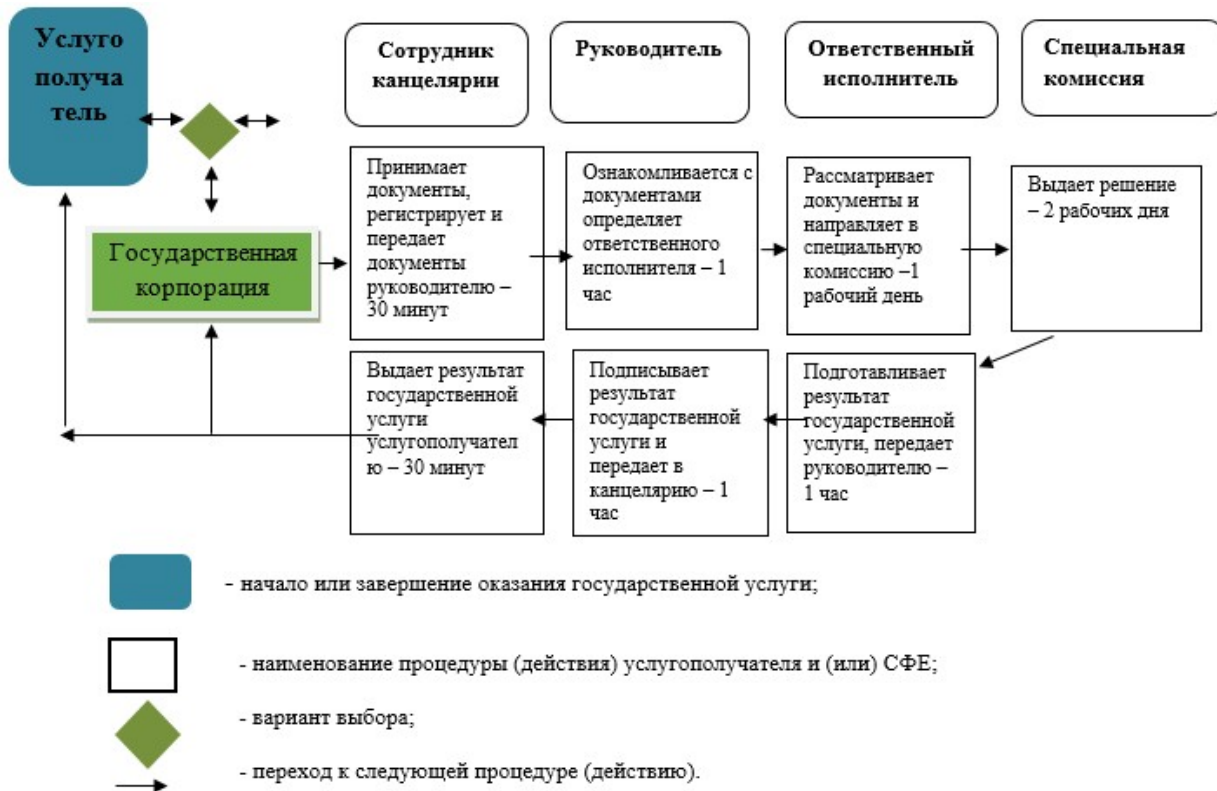 Услуго
получа
тель
Сотрудник
канцелярии
Руководитель
Ответственный
исполнитель
Специальная
комиссия
Государственная
корпорация
Принимает
документы,
регистрирует и
передает
документы
руководителю –
30 минут
Ознакомливается с
документами
определяет
ответственного
исполнителя – 1
час
Рассматривает
документы и
направляет в
специальную
комиссию –1
рабочий день
Выдает решение
– 2 рабочих дня
Выдает результат
государственной
услуги
услугополучател
ю – 30 минут
Подписывает
результат
государственной
услуги и
передает в
канцелярию – 1
час
Подготавливает
результат
государственной
услуги, передает
руководителю –
1 час
- начало или завершение оказания государственной услуги;
- наименование процедуры (действия) услугополучателя и (или) СФЕ;
- вариант выбора;
- переход к следующей процедуре (действию).